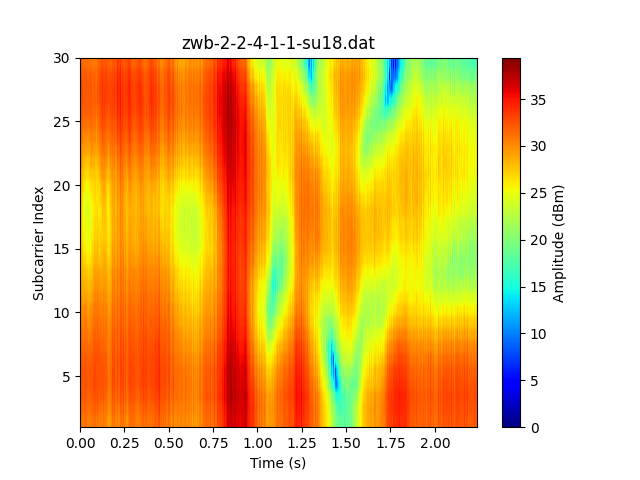 zwb-2-2-4-1-1-su18.dat
30
25
20
15
10
5
Subcarrier Index
0.00 0.25 0.50 0.75 1.00 1.25 1.50 1.75 2.00
Time (s)
35
30
25
20
15
10
5
0
Amplitude (dBm)